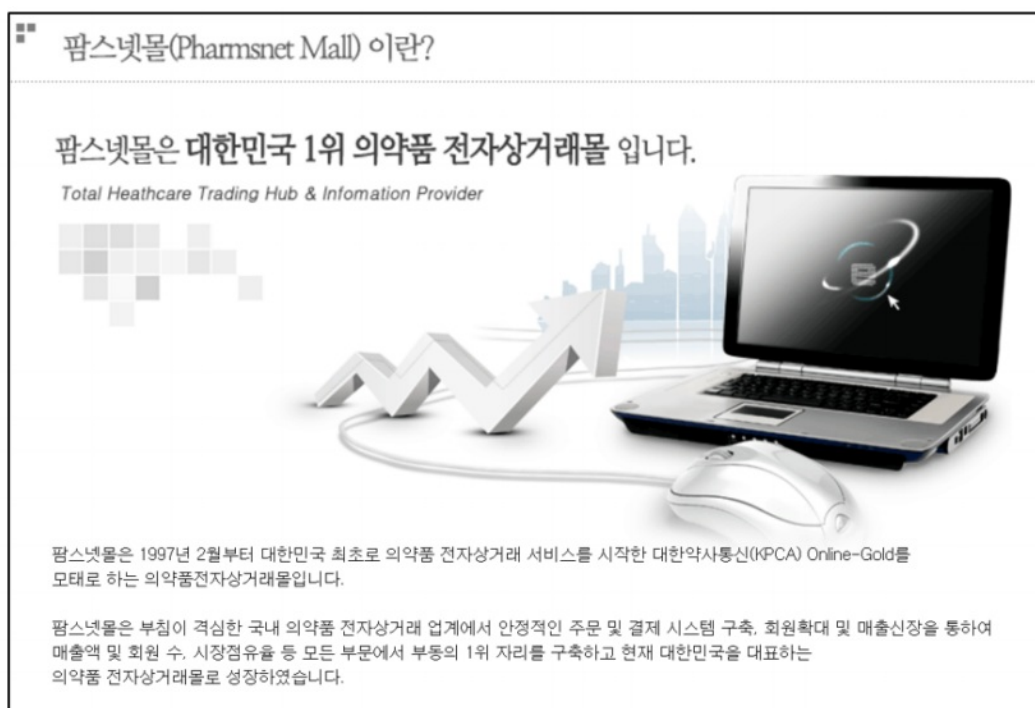 팜스넷몰(Pharmsnet Mall) 이란?
팜스넷몰은 대한민국 1위 의약품 전자상거래몰 입니다.
Total Heathcare Trading Hub & Infomation Provider
팜스넷몰은 1997년 2월부터 대한민국 최초로 의약품 전자상거래 서비스를 시작한 대한약사통신(KPCA) Online-Gold를
모태로 하는 의약품전자상거래몰입니다.
팜스넷몰은 부침이 격심한 국내 의약품 전자상거래 업계에서 안정적인 주문 및 결제 시스템 구축, 회원확대 및 매출신장을 통하여
매출액 및 회원 수, 시장점유율 등 모든 부문에서 부동의 1위 자리를 구축하고 현재 대한민국을 대표하는
의약품 전자상거래몰로 성장하였습니다.